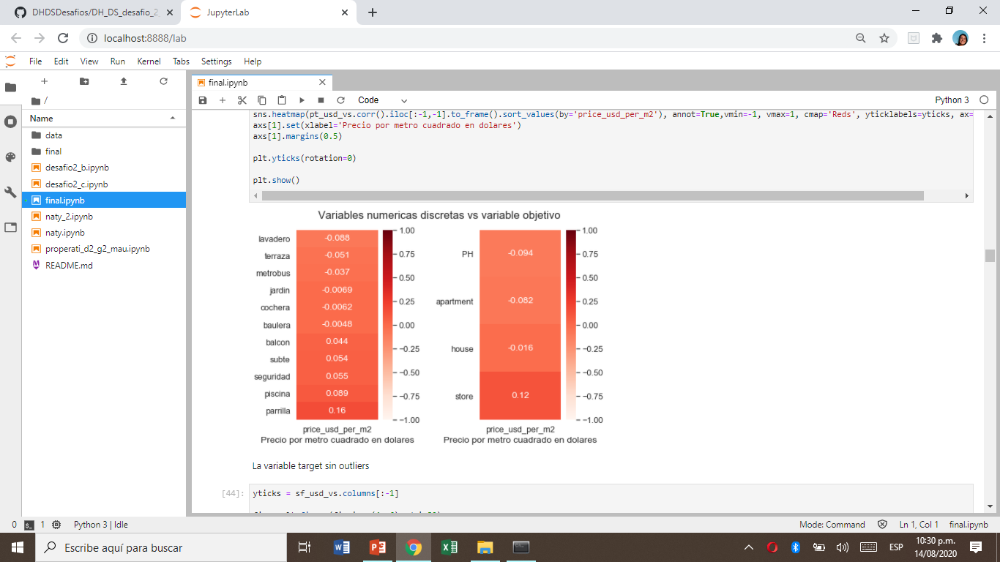 DHDSDesafios/DH_DS_desafio_2
JupyterLab
localhost:8888/lab
File Edit View Run Kernel Tabs Settings Help
final.ipynb
/
Code
Python 3
Name
data
final
desafio2_b.ipynb
desafio2_c.ipynb
final.ipynb
naty_2.ipynb
naty.ipynb
properati_d2_g2_mau.ipynb
README.md
sns.heatmap(pt_usd_vs.corr().iloc[:-1,-1].to_frame().sort_values(by='price_usd_per_m2'), annot=True,vmin=-1, vmax=1, cmap='Reds', yticklabels=yticks, ax=
axs[1].set(xlabel='Precio por metro cuadrado en dolares')
axs[1].margins(0.5)
plt.yticks(rotation=0)
plt.show()
Variables numericas discretas vs variable objetivo
lavadero -0.088
terraza -0.051
metrobus -0.037
jardin -0.0069
cochera -0.0062
baulera -0.0048
balcon 0.044
subte 0.054
seguridad 0.055
piscina 0.089
parrilla 0.16
1.00
0.75
0.50
0.25
0.00
-0.25
-0.50
-0.75
-1.00
price_usd_per_m2
Precio por metro cuadrado en dolares
PH -0.094
apartment -0.082
house -0.016
store 0.12
1.00
0.75
0.50
0.25
0.00
-0.25
-0.50
-0.75
-1.00
price_usd_per_m2
Precio por metro cuadrado en dolares
La variable target sin outliers
[44]:
yticks = sf_usd_vs.columns[:-1]
0 1 Python 3 | Idle
Mode: Command Ln 1, Col 1 final.ipynb
Escribe aquí para buscar
ESP
10:30 p.m.
14/08/2020